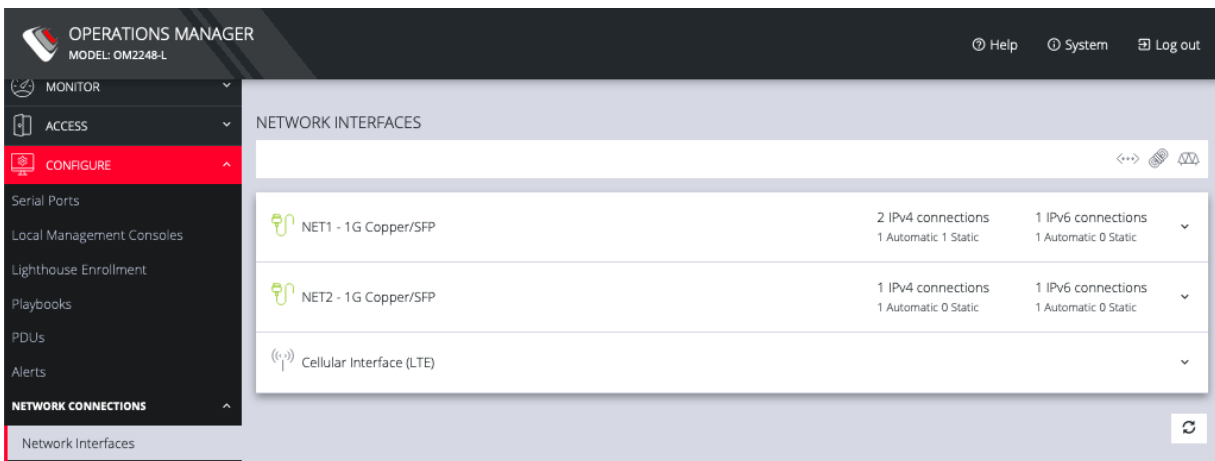 OPERATIONS MANAGER
MODEL: OM2248-L
Help System Log out
MONITOR
ACCESS
CONFIGURE
Serial Ports
Local Management Consoles
Lighthouse Enrollment
Playbooks
PDUs
Alerts
NETWORK CONNECTIONS
Network Interfaces
NETWORK INTERFACES
NET1 - 1G Copper/SFP
2 IPv4 connections
1 Automatic 1 Static
1 IPv6 connections
1 Automatic 0 Static
NET2 - 1G Copper/SFP
1 IPv4 connections
1 Automatic 0 Static
1 IPv6 connections
1 Automatic 0 Static
Cellular Interface (LTE)